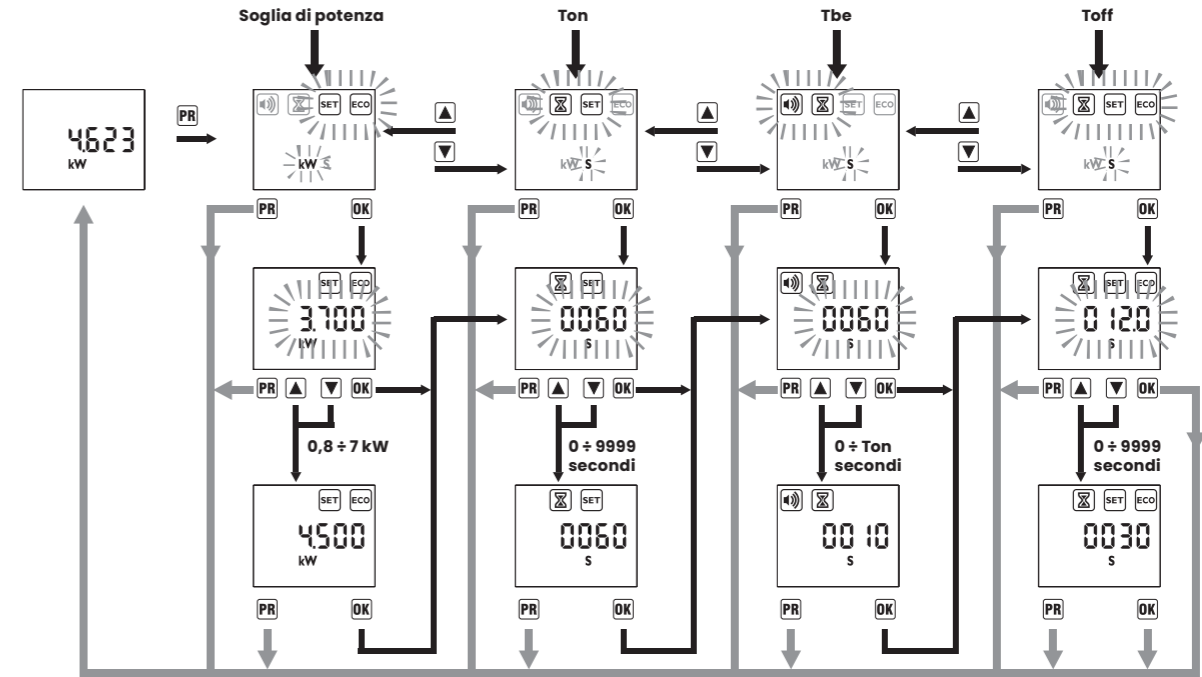 Soglia di potenza Ton Tbe Toff
SET ECO SET ECO SET ECO SET ECO
4.623 PR
kW kW S kW S kW S kW S
PR OK PR OK PR OK PR OK
SET ECO SET SET ECO
3.700 0060 0060 012.0
kW S S S
PR OK PR OK PR OK PR OK
0,8 ÷ 7 kW 0 ÷ 9999 0 ÷ Ton 0 ÷ 9999
secondi secondi secondi
SET ECO SET SET ECO
4.500 0060 0010 0030
kW S S S
PR OK PR OK PR OK PR OK